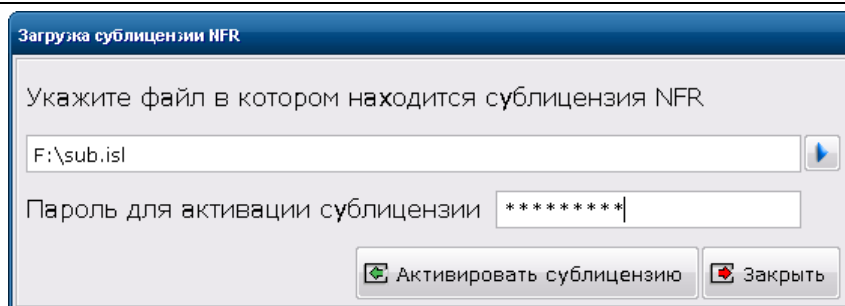 Загрузка сублицензии NFR
Укажите файл в котором находится сублицензия NFR
F:\sub.isl
Пароль для активации сублицензии *********
Активировать сублицензию Закрыть